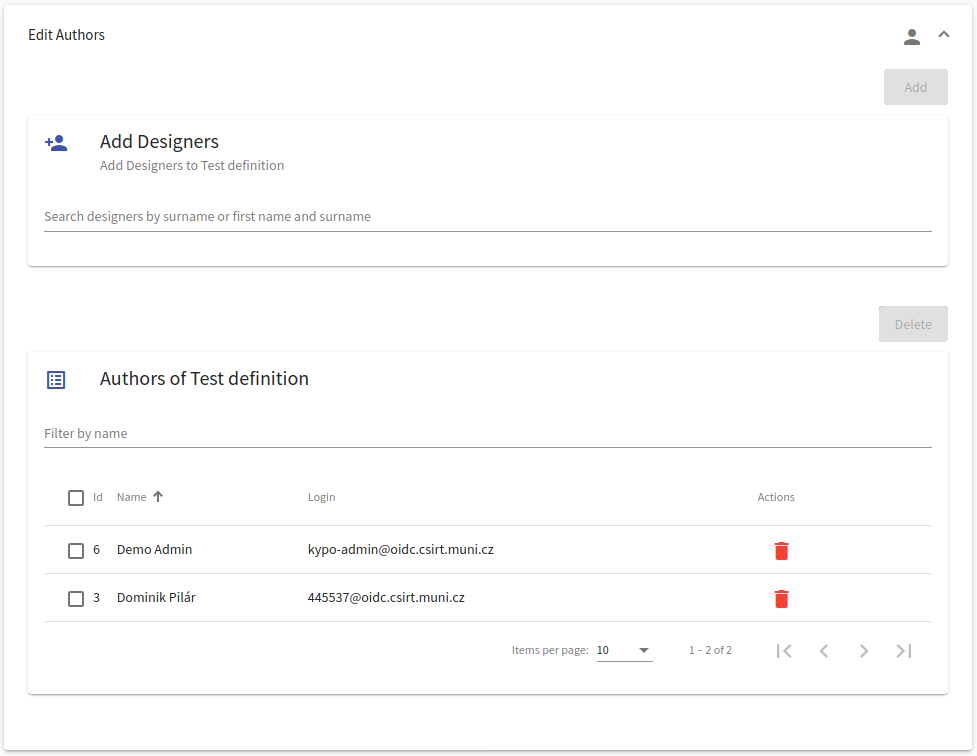 Edit Authors
Add
Add Designers
Add Designers to Test definition
Search designers by surname or first name and surname
Delete
Authors of Test definition
Filter by name
Id Name Login Actions
6 Demo Admin kypo-admin@oidc.csirt.muni.cz
3 Dominik Pilár 445537@oidc.csirt.muni.cz
Items per page: 10 1 – 2 of 2